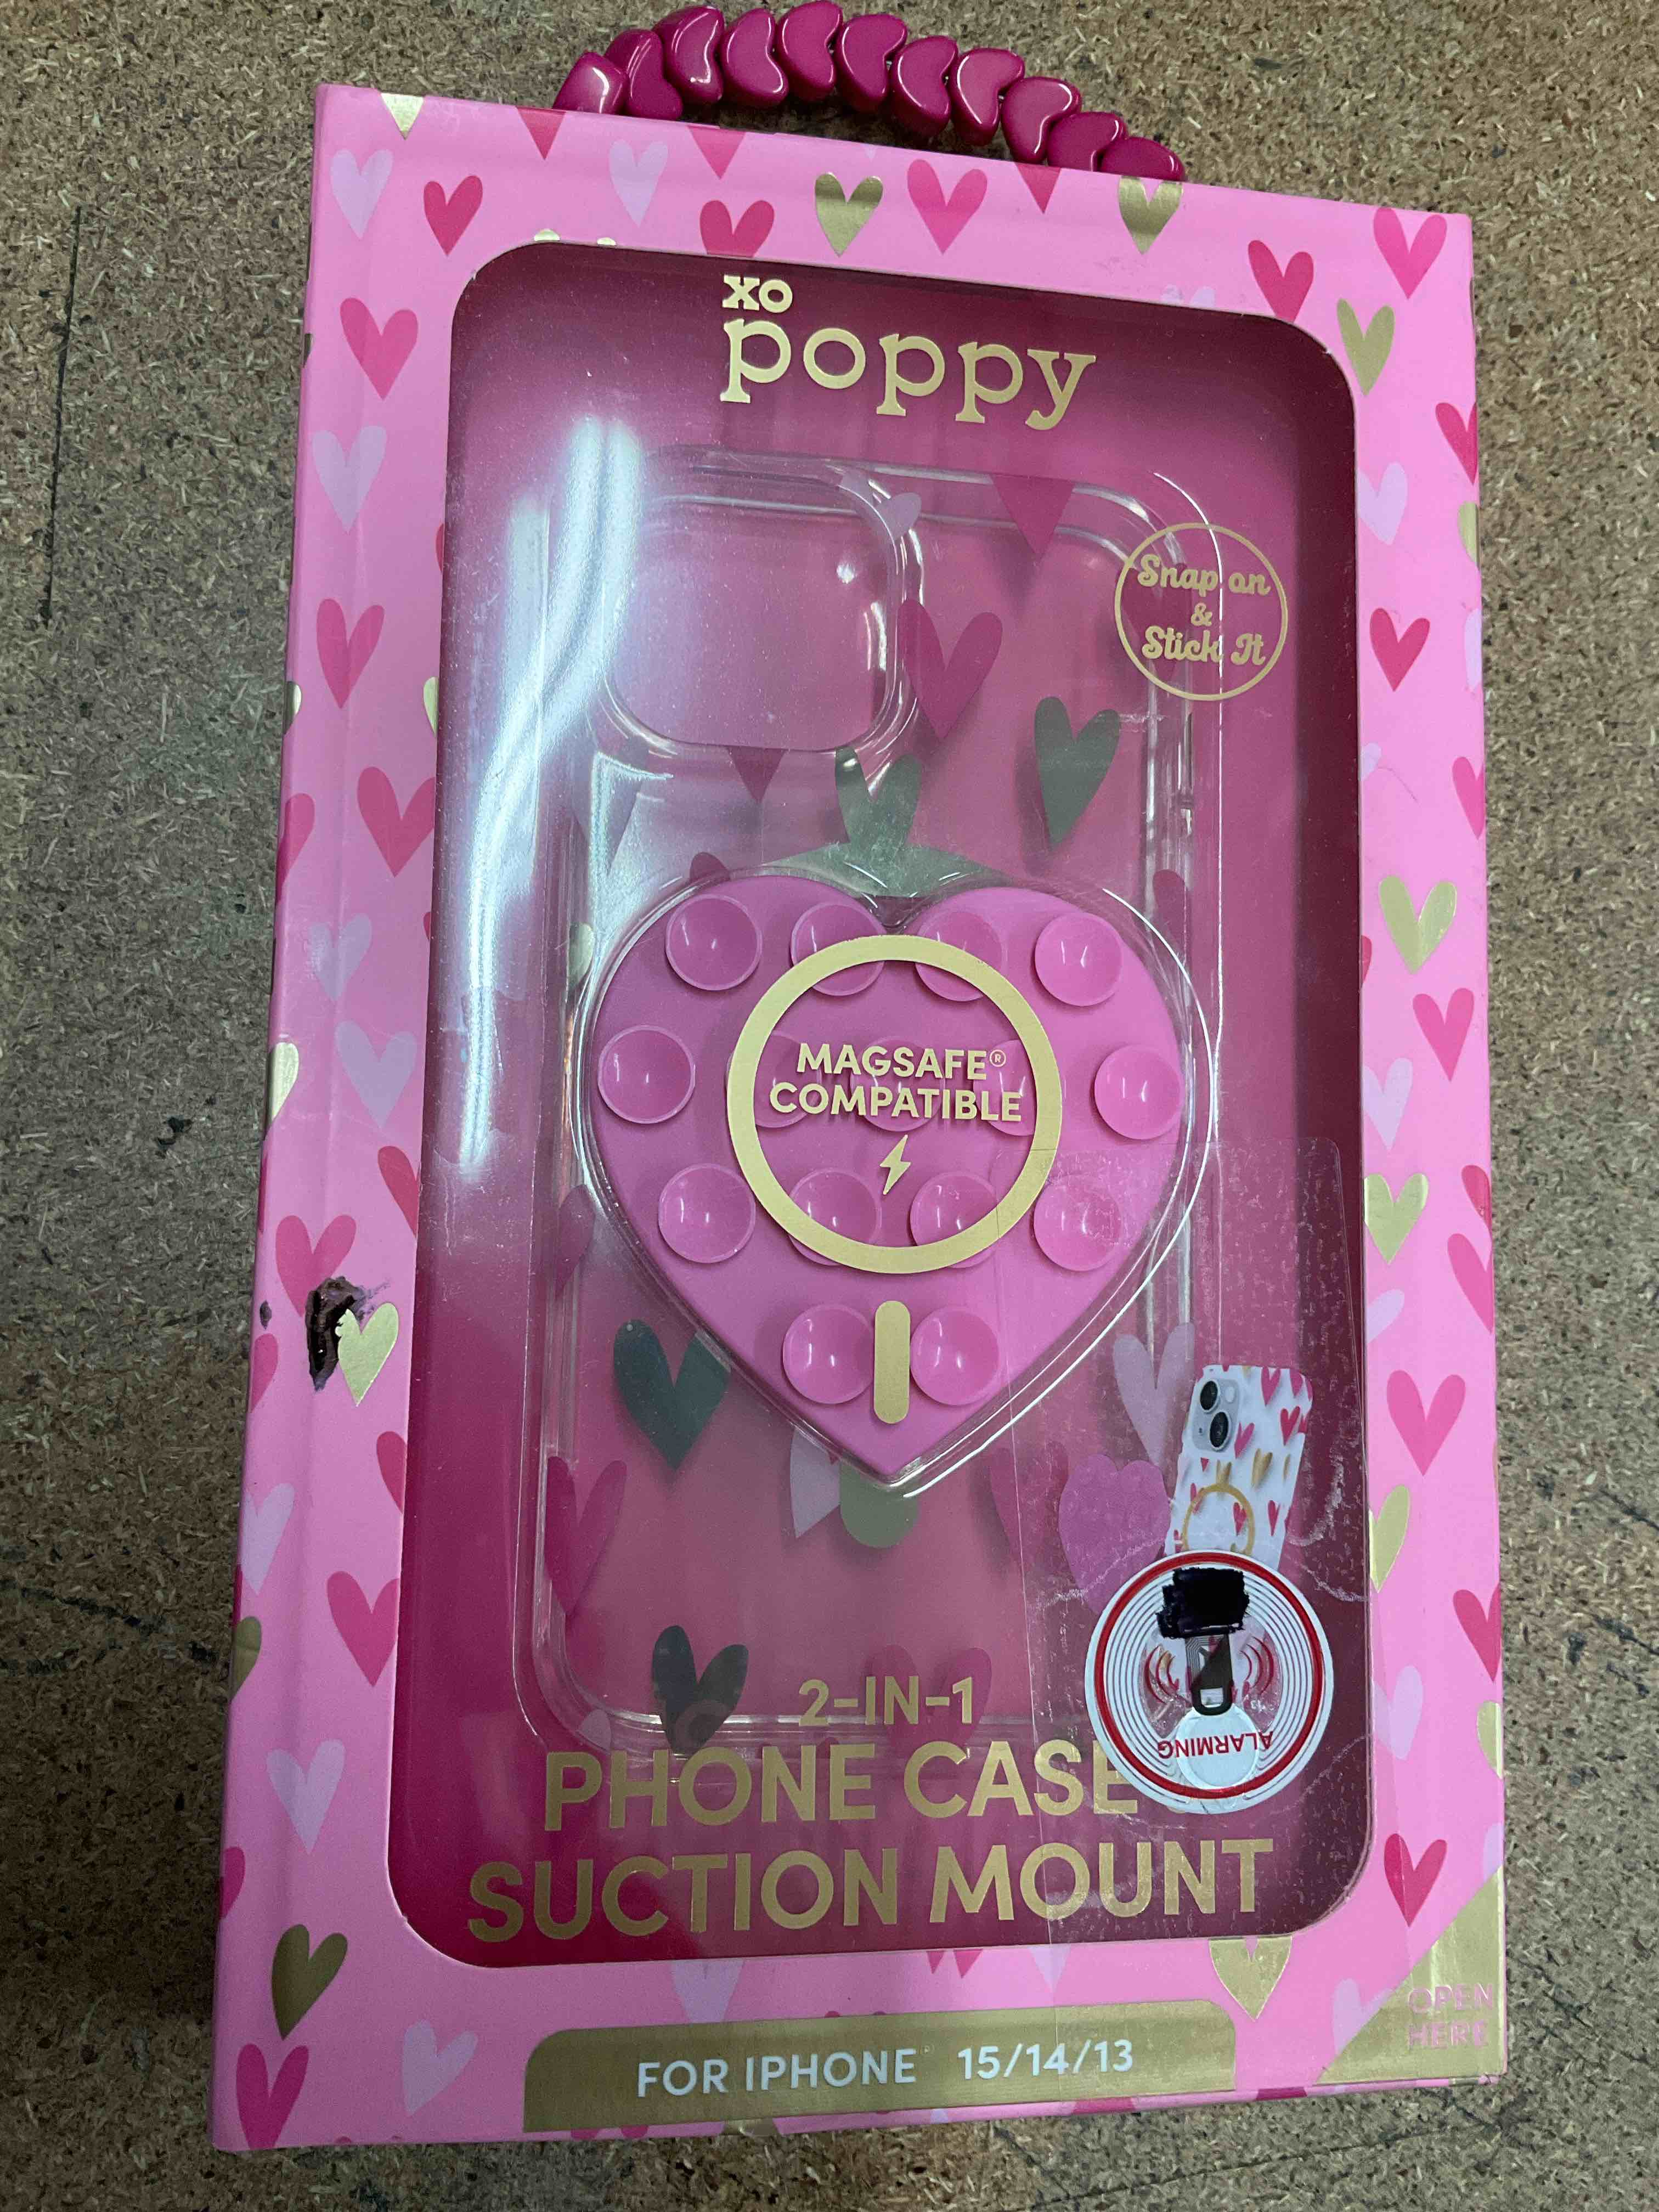 xo
poppy
Snap on
&
Stick It
MAGSAFE®
COMPATIBLE
ALARMING
2-IN-1
PHONE CASE
SUCTION MOUNT
FOR IPHONE 15/14/13
OPEN
HERE